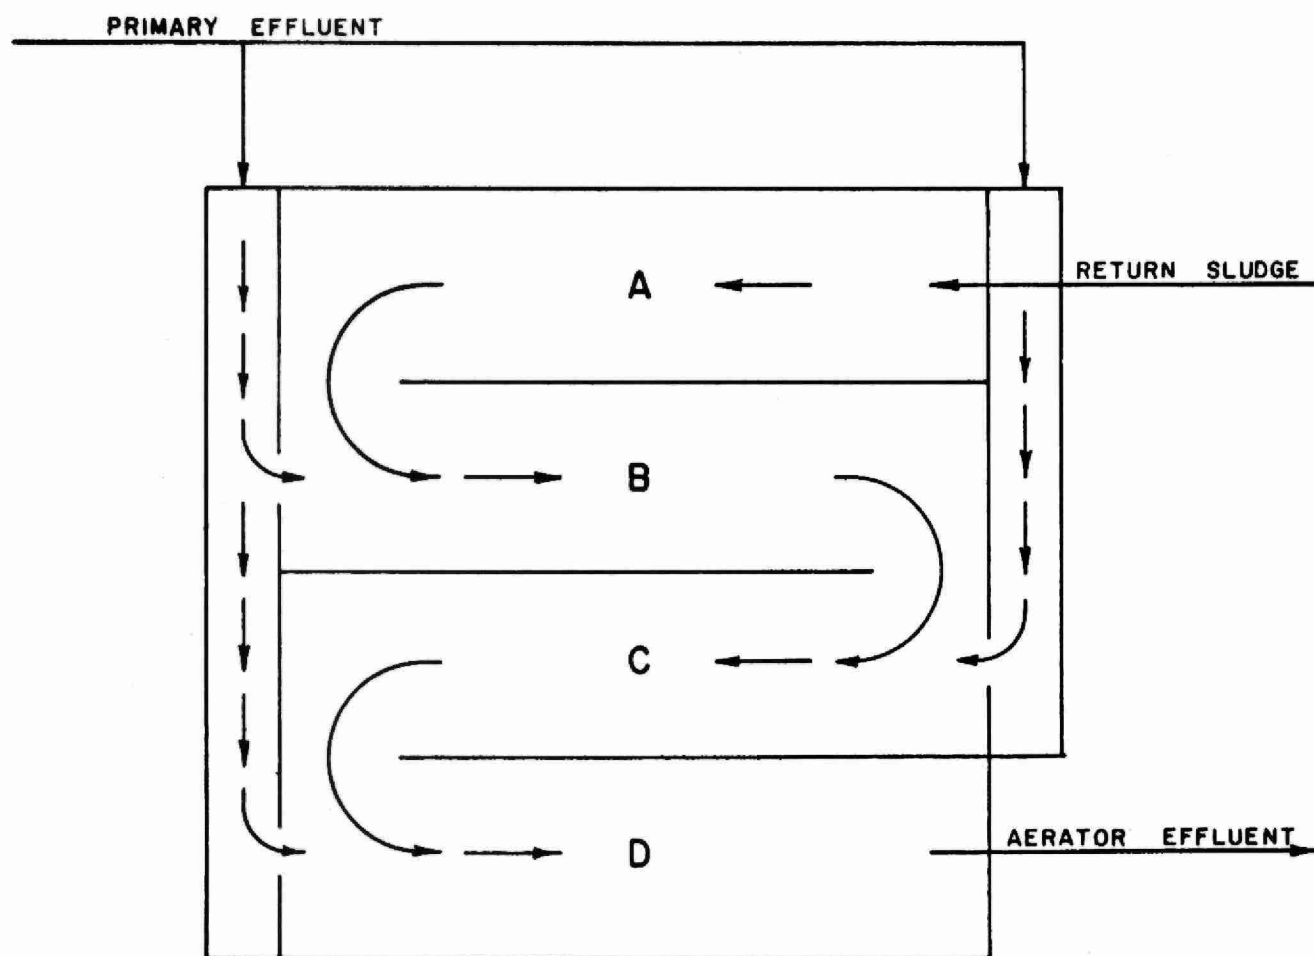 PRIMARY EFFLUENT
A
RETURN SLUDGE
B
C
D
AERATOR EFFLUENT